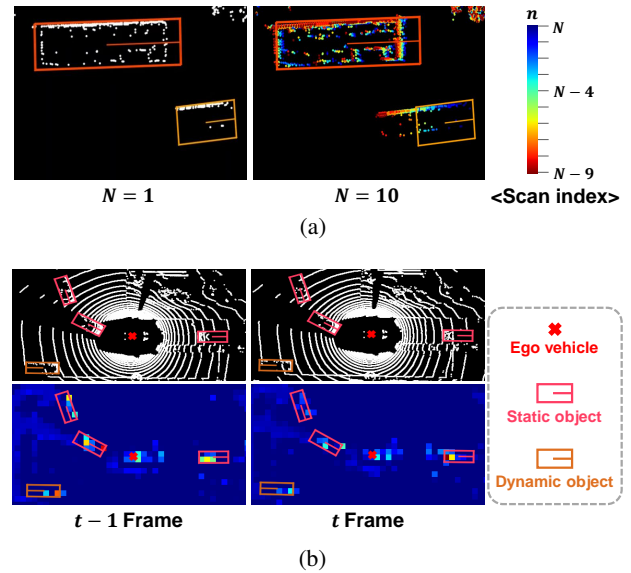 n
N
N − 4
N − 9
N = 1
N = 10
<Scan index>
(a)
Ego vehicle
Static object
Dynamic object
t − 1 Frame
t Frame
(b)